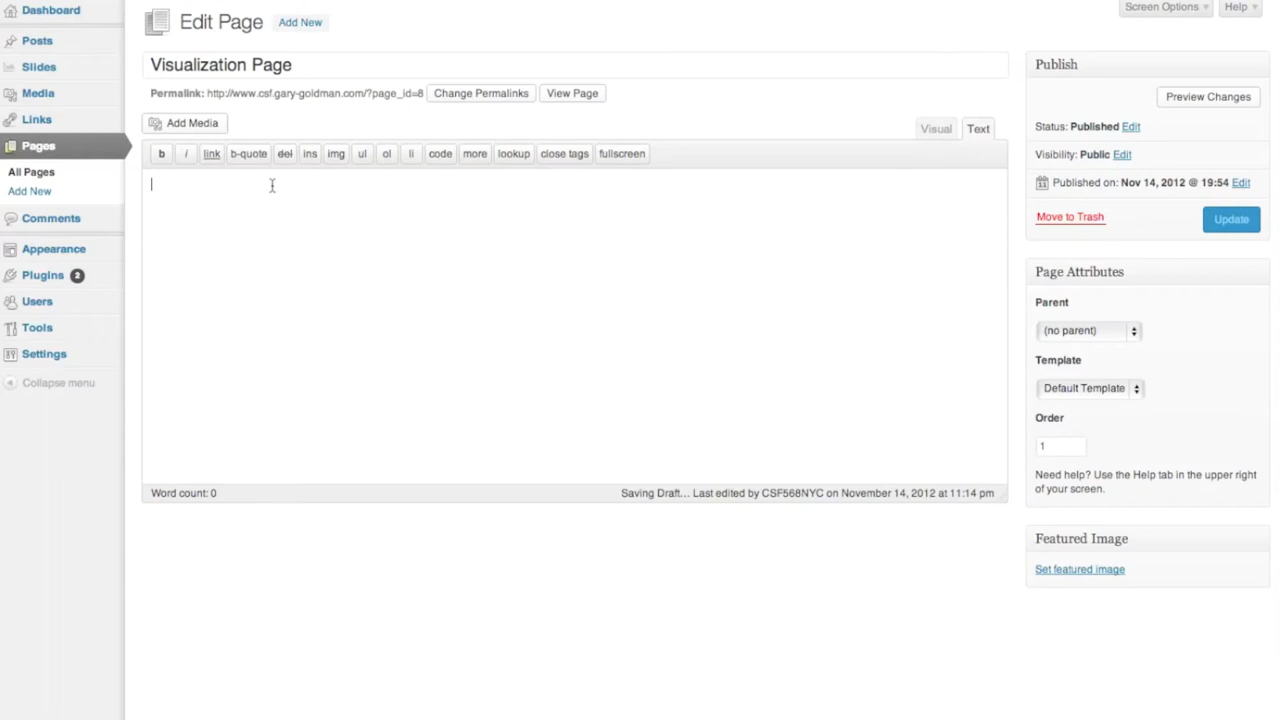 Dashboard
Posts
Slides
Media
Links
Pages
All Pages
Add New
Comments
Appearance
Plugins 2
Users
Tools
Settings
Collapse menu
Screen Options
Help
Edit Page
Add New
Visualization Page
Permalink: http://www.csf.gary-goldman.com/?page_id=8 Change Permalinks View Page
Add Media
Visual Text
b i link b-quote del ins img ul ol li code more lookup close tags fullscreen
Word count: 0
Saving Draft... Last edited by CSF568NYC on November 14, 2012 at 11:14 pm
Publish
Preview Changes
Status: Published Edit
Visibility: Public Edit
11 Published on: Nov 14, 2012 @ 19:54 Edit
Move to Trash
Update
Page Attributes
Parent
(no parent)
Template
Default Template
Order
1
Need help? Use the Help tab in the upper right
of your screen.
Featured Image
Set featured image